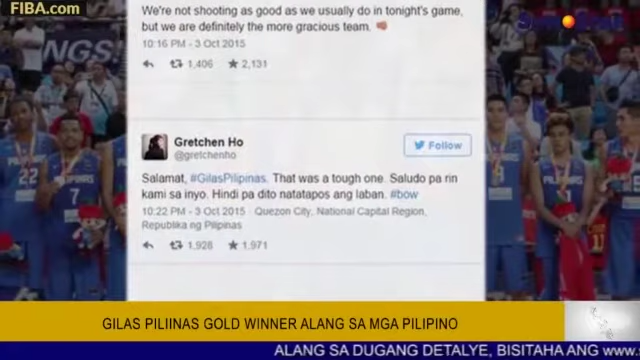 FIBA.com
We're not shooting as good as we usually do in tonight's game,
but we are definitely the more gracious team.
10:16 PM - 3 Oct 2015
1,406 2,131
Gretchen Ho
@gretchenho
Follow
Salamat, #GilasPilipinas. That was a tough one. Saludo pa rin
kami sa inyo. Hindi pa dito natatapos ang laban. #bow
10:22 PM - 3 Oct 2015 Quezon City, National Capital Region,
Republika ng Pilipinas
1,928 1,971
22
7
GILAS PILIINAS GOLD WINNER ALANG SA MGA PILIPINO
ALANG SA DUGANG DETALYE, BISITAHA ANG www.